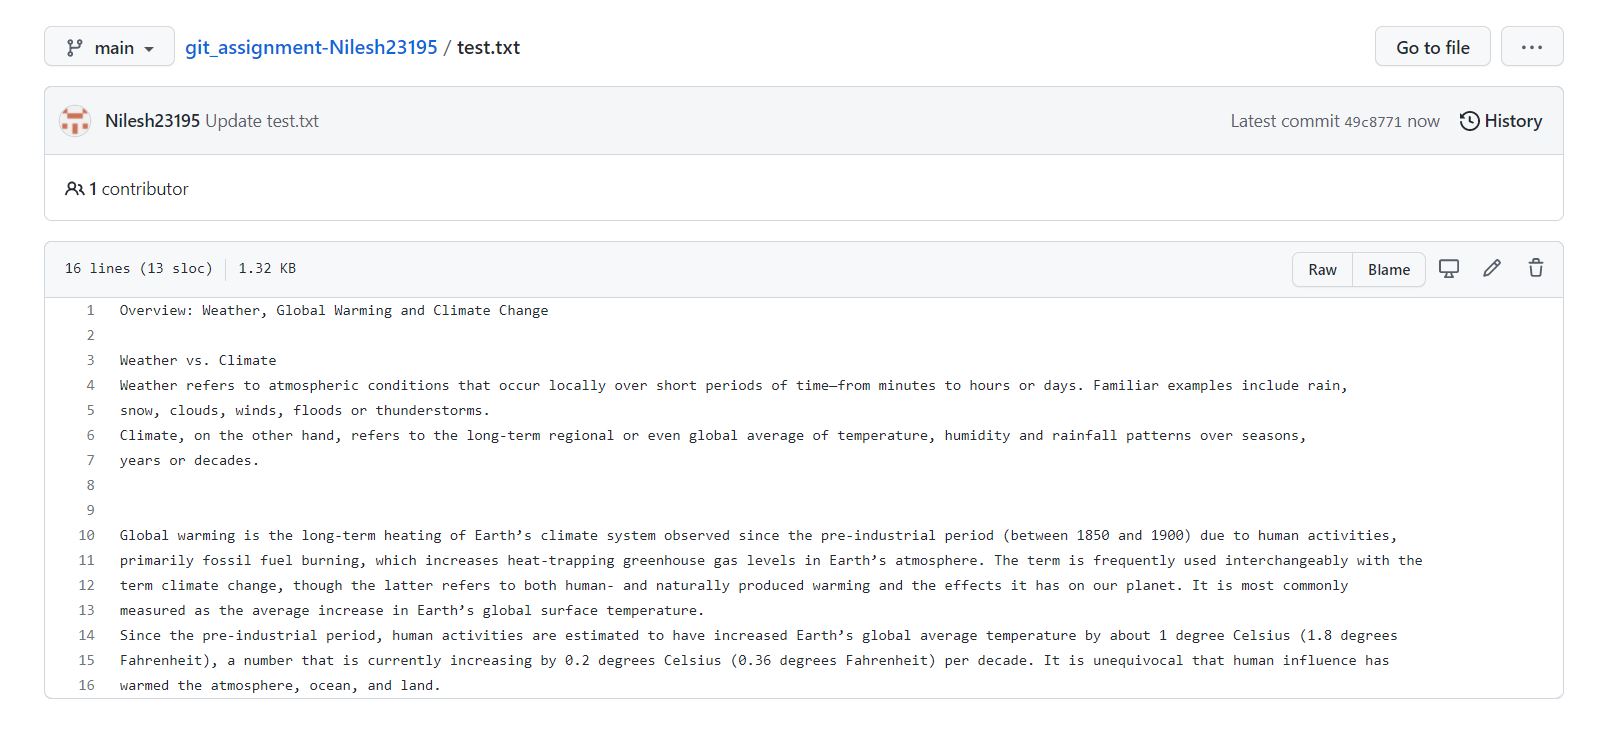 main
git_assignment-Nilesh23195 / test.txt
Go to file
...
Nilesh23195 Update test.txt
Latest commit 49c8771 now
History
1 contributor
16 lines (13 sloc)
1.32 KB
Raw
Blame
1 Overview: Weather, Global Warming and Climate Change
2
3 Weather vs. Climate
4 Weather refers to atmospheric conditions that occur locally over short periods of time—from minutes to hours or days. Familiar examples include rain,
5 snow, clouds, winds, floods or thunderstorms.
6 Climate, on the other hand, refers to the long-term regional or even global average of temperature, humidity and rainfall patterns over seasons,
7 years or decades.
8
9
10 Global warming is the long-term heating of Earth’s climate system observed since the pre-industrial period (between 1850 and 1900) due to human activities,
11 primarily fossil fuel burning, which increases heat-trapping greenhouse gas levels in Earth’s atmosphere. The term is frequently used interchangeably with the
12 term climate change, though the latter refers to both human- and naturally produced warming and the effects it has on our planet. It is most commonly
13 measured as the average increase in Earth’s global surface temperature.
14 Since the pre-industrial period, human activities are estimated to have increased Earth’s global average temperature by about 1 degree Celsius (1.8 degrees
15 Fahrenheit), a number that is currently increasing by 0.2 degrees Celsius (0.36 degrees Fahrenheit) per decade. It is unequivocal that human influence has
16 warmed the atmosphere, ocean, and land.